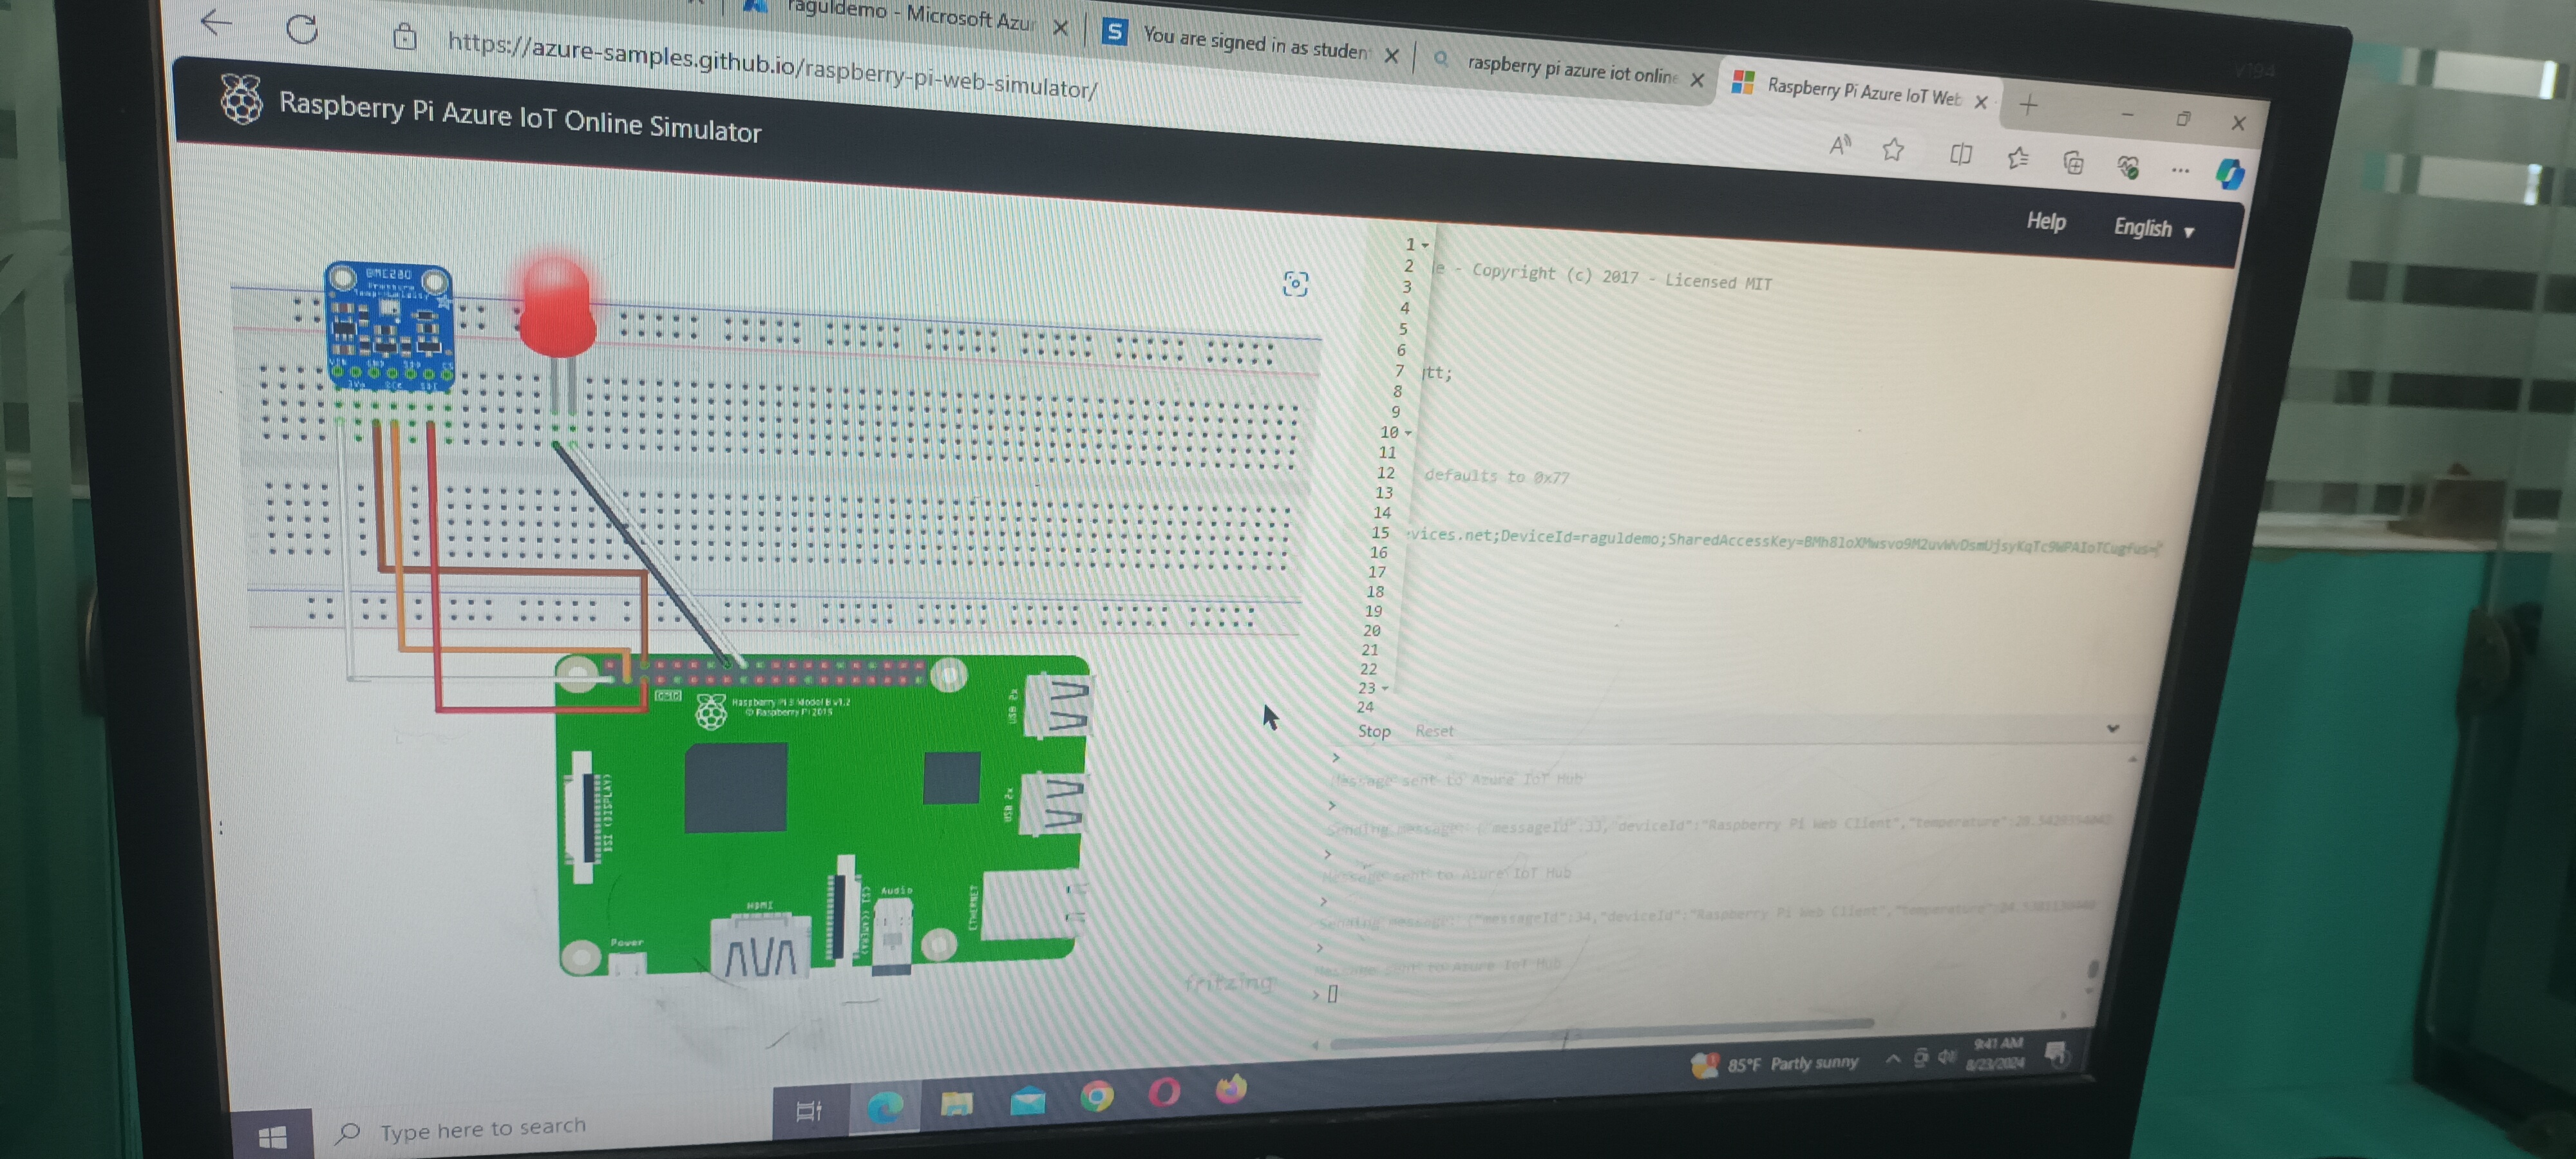 raguldemo - Microsoft Azur
You are signed in as studen
raspberry pi azure iot online
Raspberry Pi Azure IoT Web
https://azure-samples.github.io/raspberry-pi-web-simulator/
Raspberry Pi Azure IoT Online Simulator
Help
English
BME280
Pressure
Raspberry Pi 3 Model B v1.2
© Raspberry Pi 2015
GPIO
USB 2x
USB 2x
DSI (DISPLAY)
CSI (CAMERA)
Audio
ETHERNET
HDMI
Power
fritzing
1
2 e - Copyright (c) 2017 - Licensed MIT
3
4
5
6
7 tt;
8
9
10
11
12 defaults to 0x77
13
14
15 vices.net;DeviceId=raguldemo;SharedAccessKey=
16
17
18
19
20
21
22
23
24
Stop Reset
>
Message sent to Azure IoT Hub
>
Sending message: {"messageId":33,"deviceId":"Raspberry Pi Web Client","temperature":
>
Message sent to Azure IoT Hub
>
Sending message: {"messageId":34,"deviceId":"Raspberry Pi Web Client","temperature":
>
Message sent to Azure IoT Hub
>
Type here to search
85°F Partly sunny
9:41 AM
8/23/2024